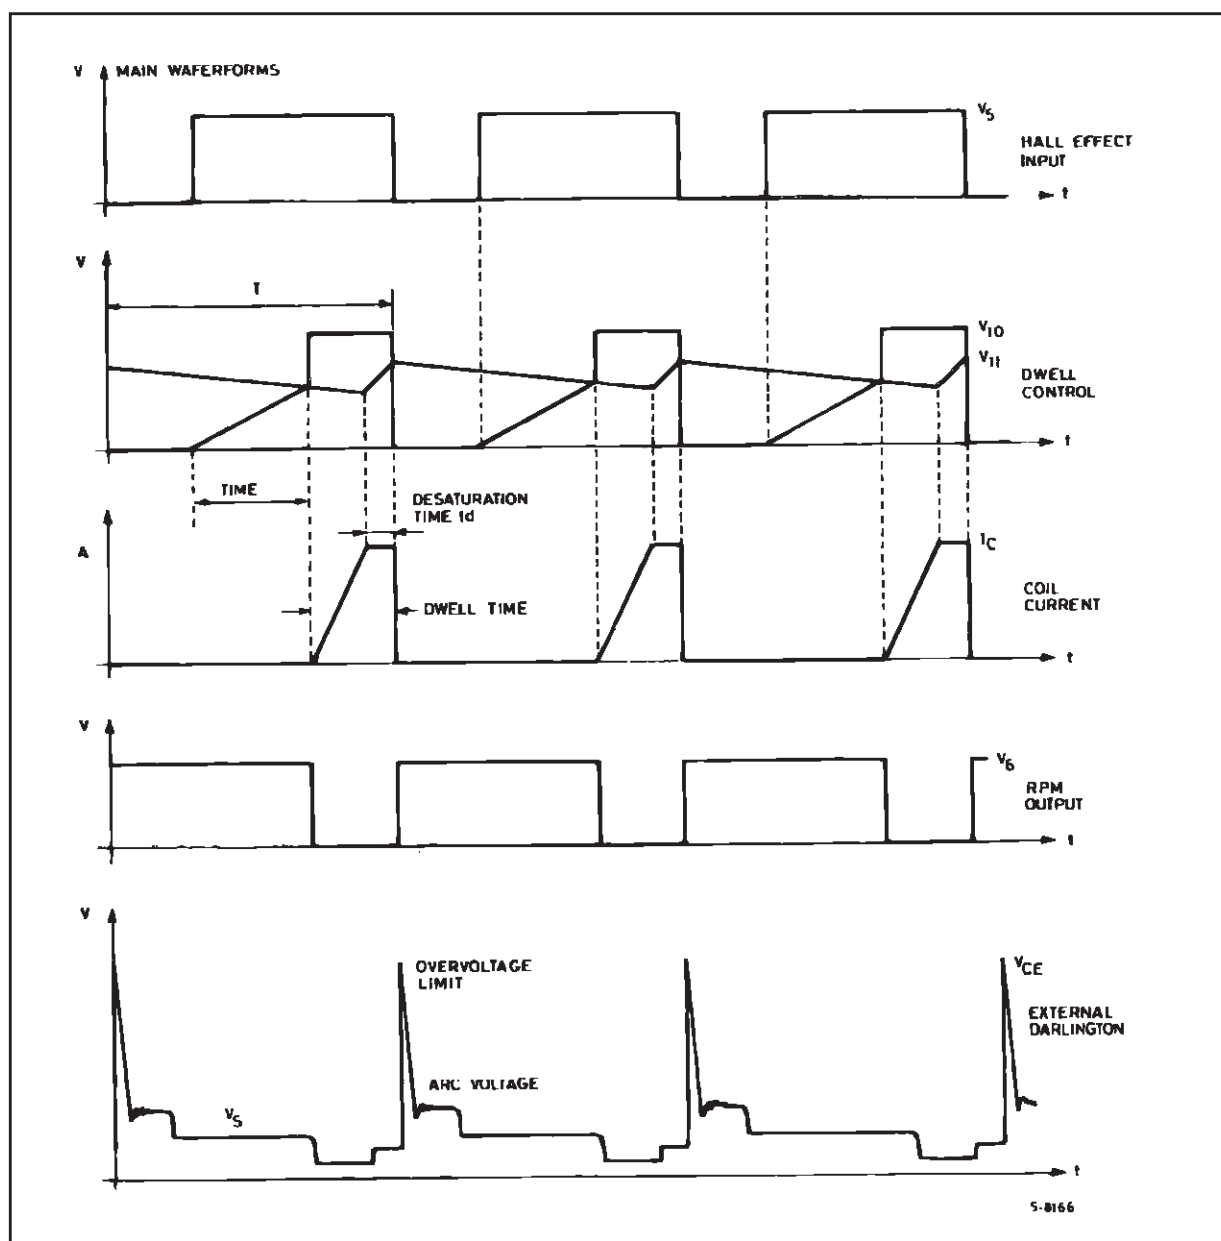 V MAIN WAFERFORMS
V5
HALL EFFECT
INPUT
t
V
T
V10
V11
DWELL
CONTROL
t
TIME
DESATURATION
TIME td
A
IC
DWELL TIME
COIL
CURRENT
t
V
V6
RPM
OUTPUT
t
V
OVERVOLTAGE
LIMIT
VCE
EXTERNAL
DARLINGTON
ARC VOLTAGE
VS
t
S-8166